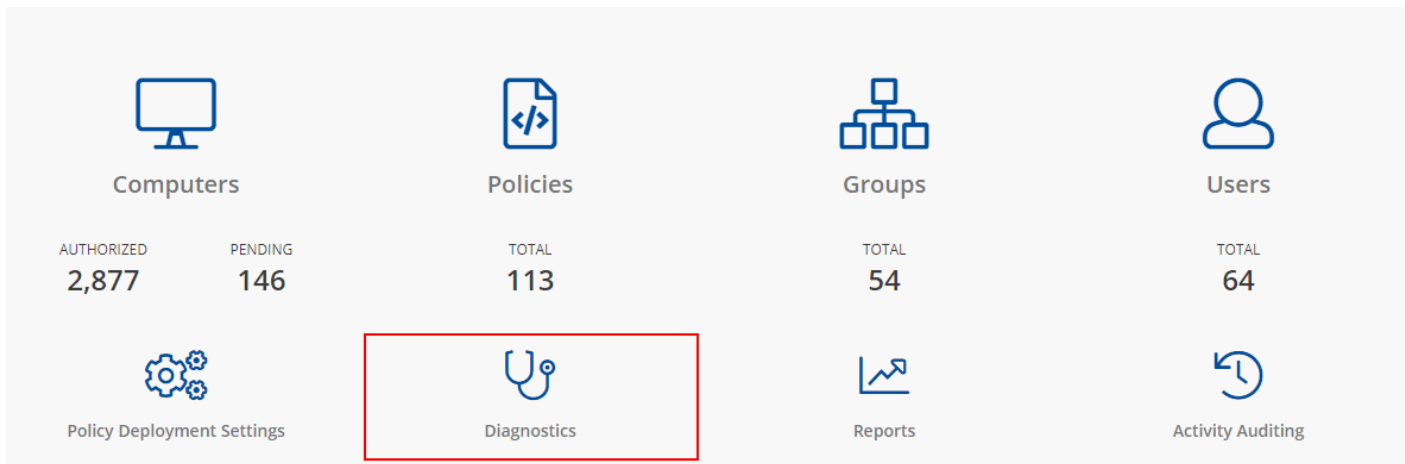 Computers
Policies
Groups
Users
AUTHORIZED
PENDING
TOTAL
TOTAL
TOTAL
2,877
146
113
54
64
Policy Deployment Settings
Diagnostics
Reports
Activity Auditing